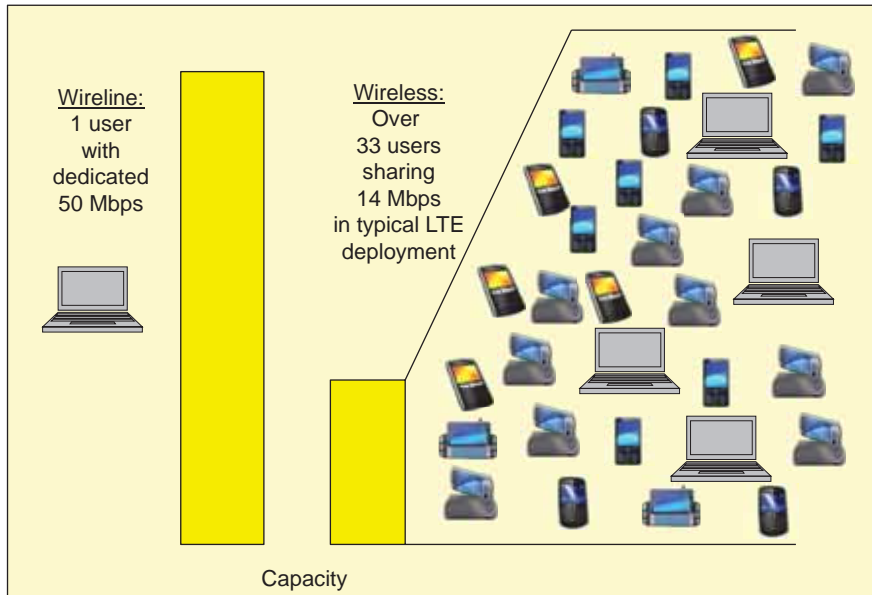 Wireline:
1 user
with
dedicated
50 Mbps
Wireless:
Over
33 users
sharing
14 Mbps
in typical LTE
deployment
Capacity